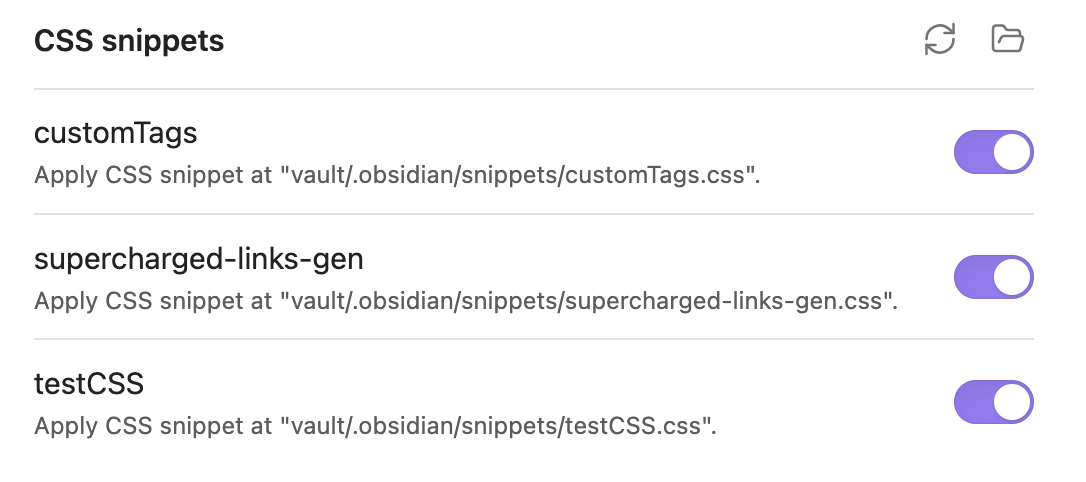 CSS snippets
customTags
Apply CSS snippet at "vault/.obsidian/snippets/customTags.css".
supercharged-links-gen
Apply CSS snippet at "vault/.obsidian/snippets/supercharged-links-gen.css".
testCSS
Apply CSS snippet at "vault/.obsidian/snippets/testCSS.css".